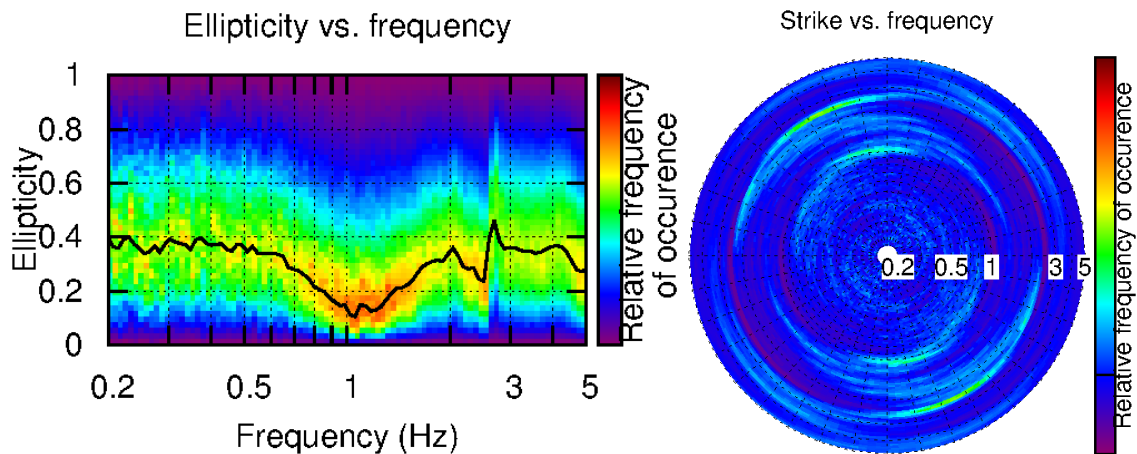 Ellipticity vs. frequency
Ellipticity
1
0.8
0.6
0.4
0.2
0
0.2
0.5
1
3
5
Frequency (Hz)
Relative frequency
of occurence
Strike vs. frequency
0.2
0.5
1
3
5
Relative frequency of occurence